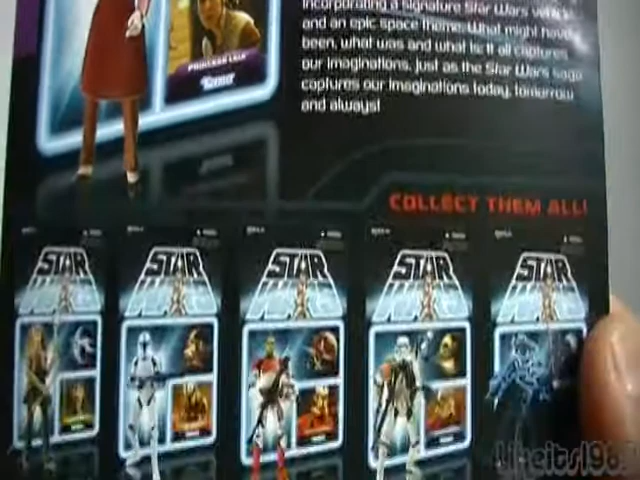 incorporating a signature Star Wars vehicle
and an epic space theme. What might have
been, what was and what is it all captures
our imaginations, just as the Star Wars saga
captures our imaginations today, tomorrow
and always!
PRINCESS LEIA
Kenner
COLLECT THEM ALL!
STAR
STAR
STAR
STAR
STAR
WARS
WARS
WARS
WARS
WARS